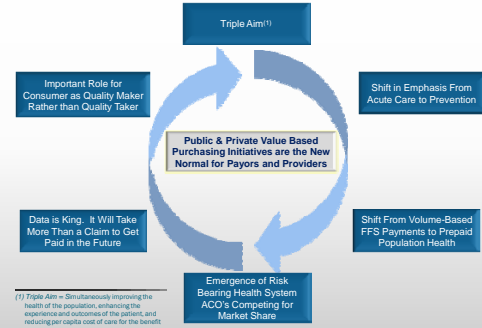 Triple Aim(1)
Important Role for
Consumer as Quality Maker
Rather than Quality Taker
Shift in Emphasis From
Acute Care to Prevention
Public & Private Value Based
Purchasing Initiatives are the New
Normal for Payors and Providers
Data is King. It Will Take
More Than a Claim to Get
Paid in the Future
Shift From Volume-Based
FFS Payments to Prepaid
Population Health
Emergence of Risk
Bearing Health System
ACO's Competing for
Market Share
(1) Triple Aim = Simultaneously improving the
health of the population, enhancing the
experience and outcomes of the patient, and
reducing per capita cost of care for the benefit